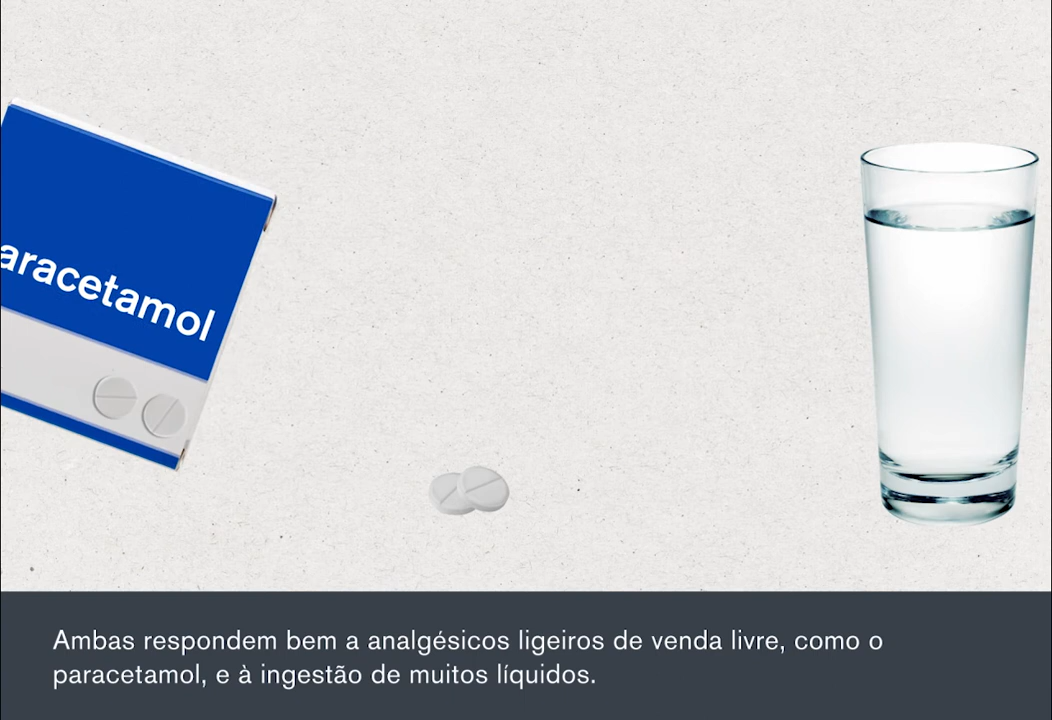 aracetamol
Ambas respondem bem a analgésicos ligeiros de venda livre, como o
paracetamol, e à ingestão de muitos líquidos.